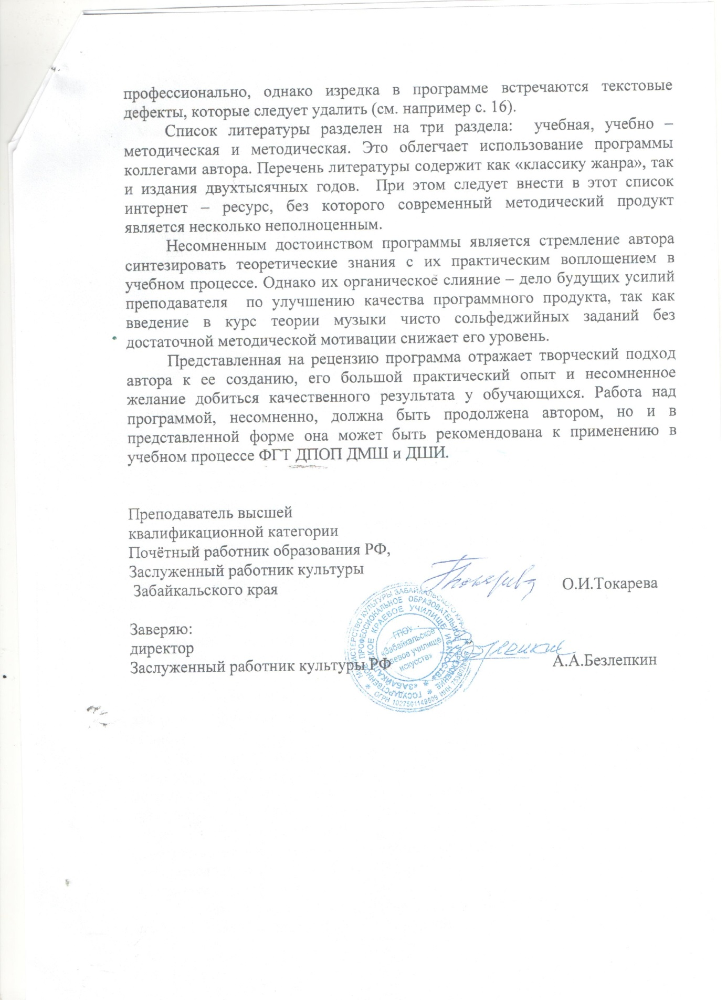 профессионально, однако изредка в программе встречаются текстовые
дефекты, которые следует удалить (см. например с. 16).
Список литературы разделен на три раздела: учебная, учебно –
методическая и методическая. Это облегчает использование программы
коллегами автора. Перечень литературы содержит как «классику жанра», так
и издания двухтысячных годов. При этом следует внести в этот список
интернет – ресурс, без которого современный методический продукт
является несколько неполноценным.
Несомненным достоинством программы является стремление автора
синтезировать теоретические знания с их практическим воплощением в
учебном процессе. Однако их органическое слияние – дело будущих усилий
преподавателя по улучшению качества программного продукта, так как
введение в курс теории музыки чисто сольфеджийных заданий без
достаточной методической мотивации снижает его уровень.
Представленная на рецензию программа отражает творческий подход
автора к ее созданию, его большой практический опыт и несомненное
желание добиться качественного результата у обучающихся. Работа над
программой, несомненно, должна быть продолжена автором, но и в
представленной форме она может быть рекомендована к применению в
учебном процессе ФГТ ДПОП ДМШ и ДШИ.
Преподаватель высшей
квалификационной категории
Почётный работник образования РФ,
Заслуженный работник культуры
Забайкальского края
О.И.Токарева
Заверяю:
директор
Заслуженный работник культуры РФ
А.А.Безлепкин
МИНИСТЕРСТВО КУЛЬТУРЫ ЗАБАЙКАЛЬСКОГО КРАЯ
ОГРН 1027501149509 ИНН
ГОСУДАРСТВЕННОЕ ПРОФЕССИОНАЛЬНОЕ ОБРАЗОВАТЕЛЬНОЕ УЧРЕЖДЕНИЕ
«ЗАБАЙКАЛЬСКОЕ КРАЕВОЕ УЧИЛИЩЕ ИСКУССТВ»
ГПОУ
«Забайкальское
краевое училище
искусств»